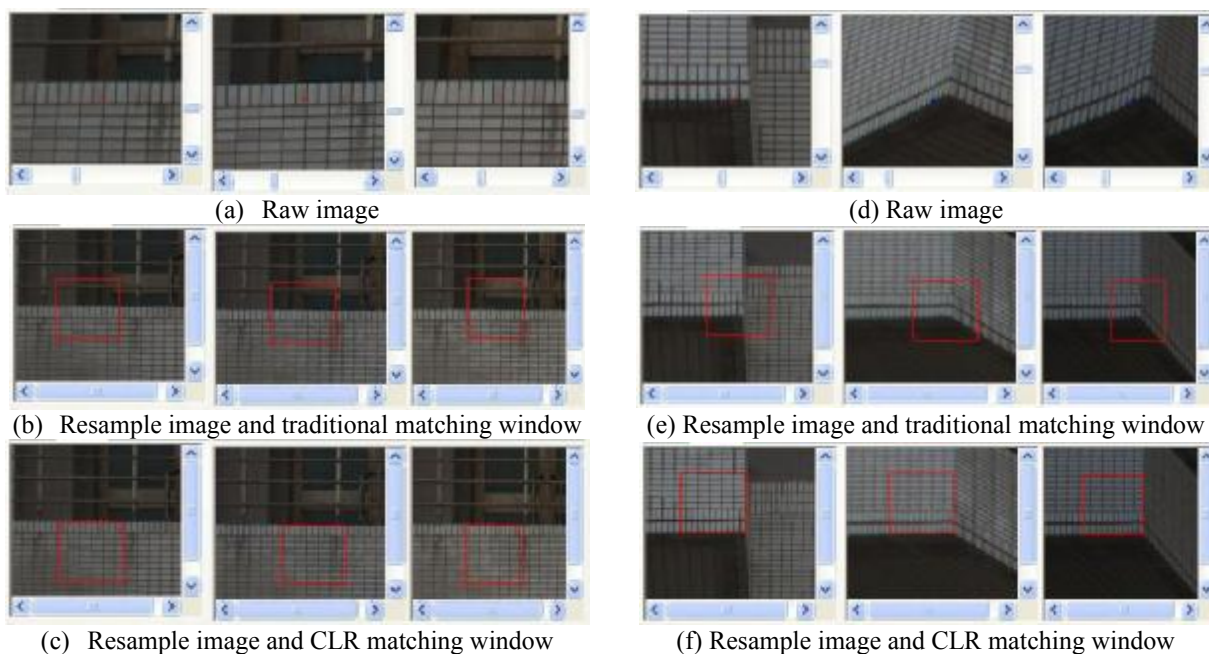 (a) Raw image
(d) Raw image
(b) Resample image and traditional matching window
(e) Resample image and traditional matching window
(c) Resample image and CLR matching window
(f) Resample image and CLR matching window